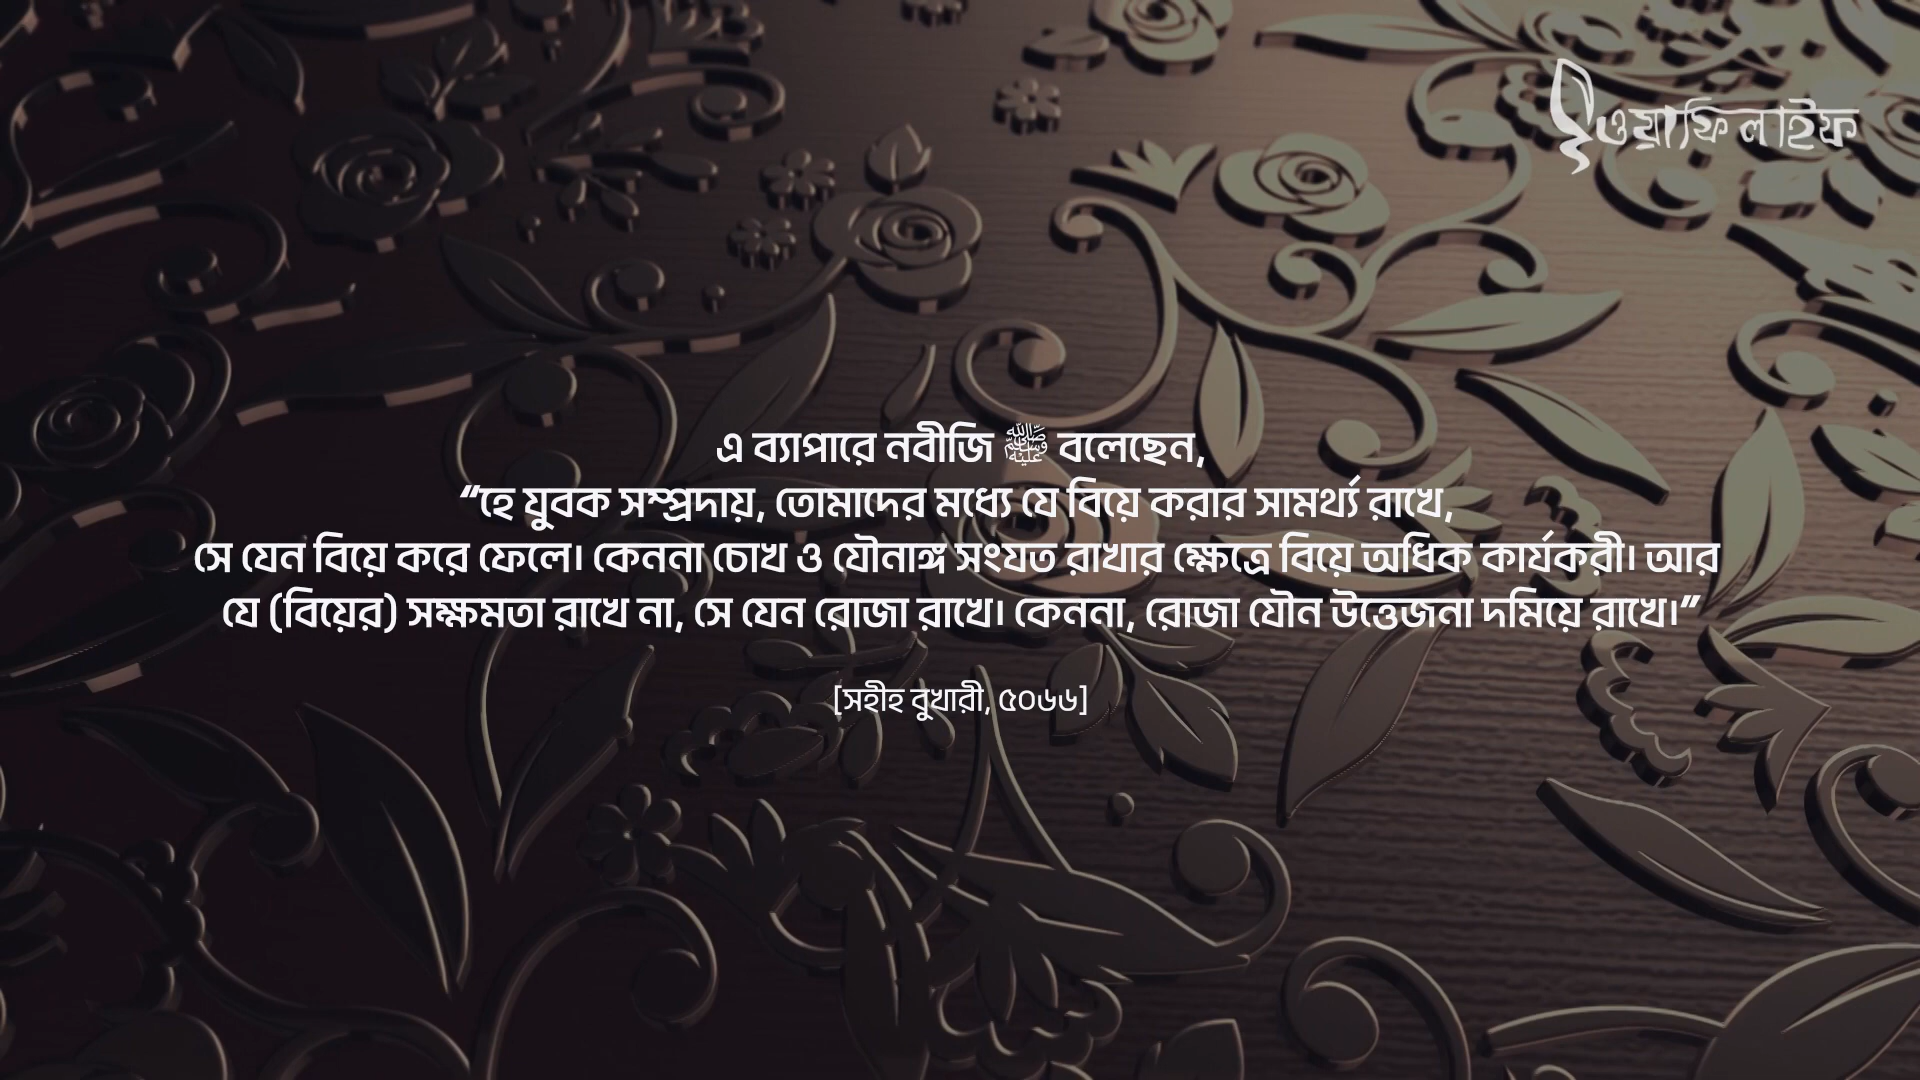 ওয়াফিলাইফ
এ ব্যাপারে নবীজি ﷺ বলেছেন,
“হে যুবক সম্প্রদায়, তোমাদের মধ্যে যে বিয়ে করার সামর্থ্য রাখে,
সে যেন বিয়ে করে ফেলে। কেননা চোখ ও যৌনাঙ্গ সংযত রাখার ক্ষেত্রে বিয়ে অধিক কার্যকরী। আর
যে (বিয়ের) সক্ষমতা রাখে না, সে যেন রোজা রাখে। কেননা, রোজা যৌন উত্তেজনা দমিয়ে রাখে।”
[সহীহ বুখারী, ৫০৬৬]